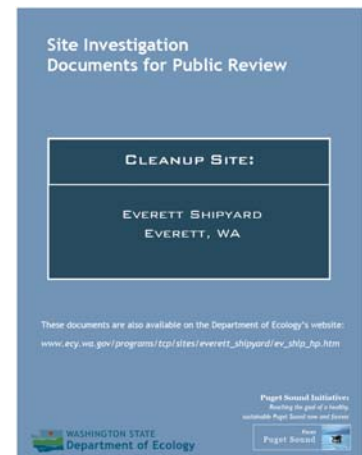 Site Investigation
Documents for Public Review
CLEANUP SITE:
EVERETT SHIPYARD
EVERETT, WA
These documents are also available on the Department of Ecology's website:
www.ecy.wa.gov/programs/tcp/sites/everett_shipyard/ev_ship_hp.htm
Puget Sound Initiative:
Reaching the goal of a healthy,
sustainable Puget Sound now and forever
Puget Sound
WASHINGTON STATE
Department of Ecology